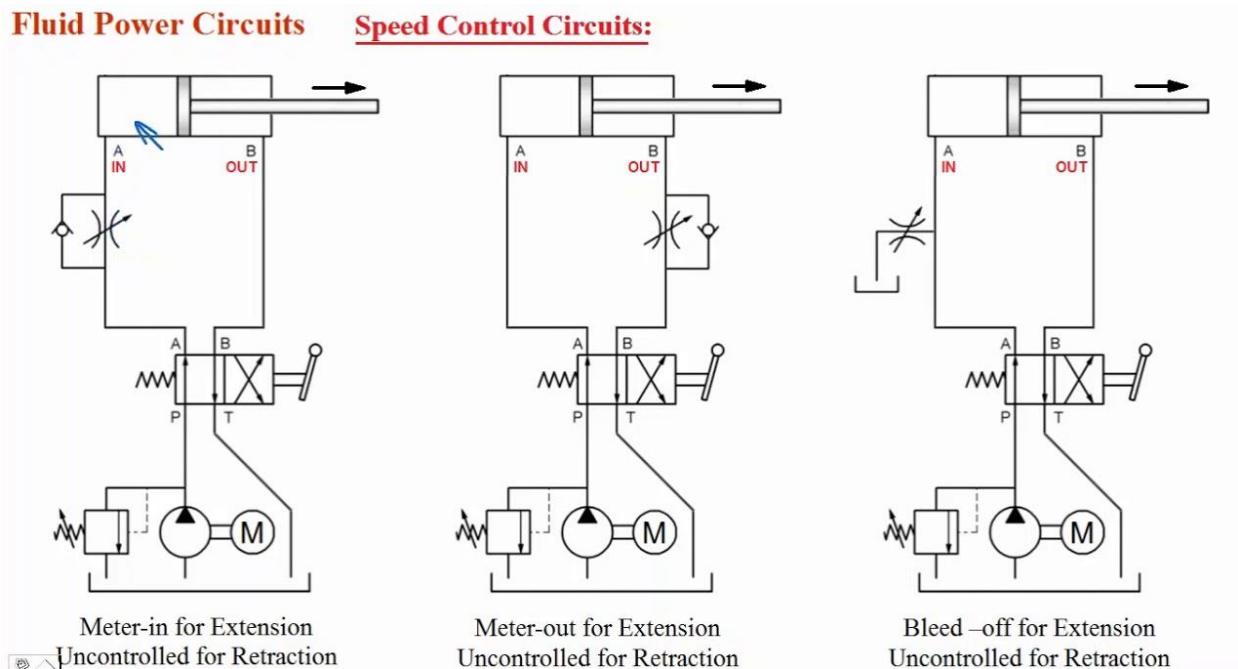 Fluid Power Circuits Speed Control Circuits:
A B A B A B
IN OUT IN OUT IN OUT
A B A B A B
P T P T P T
M M M
Meter-in for Extension
Uncontrolled for Retraction
Meter-out for Extension
Uncontrolled for Retraction
Bleed –off for Extension
Uncontrolled for Retraction